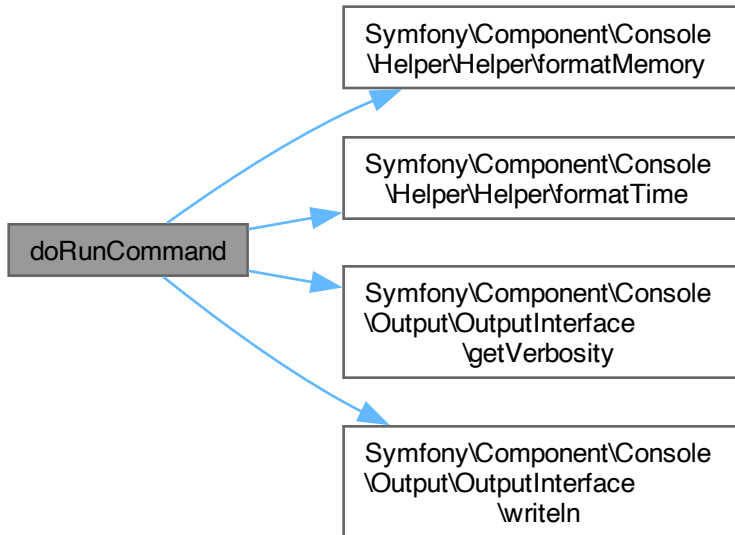 Symfony\Component\Console
\Helper\Helper\formatMemory
Symfony\Component\Console
\Helper\Helper\formatTime
doRunCommand
Symfony\Component\Console
\Output\OutputInterface
\getVerbosity
Symfony\Component\Console
\Output\OutputInterface
\writeln